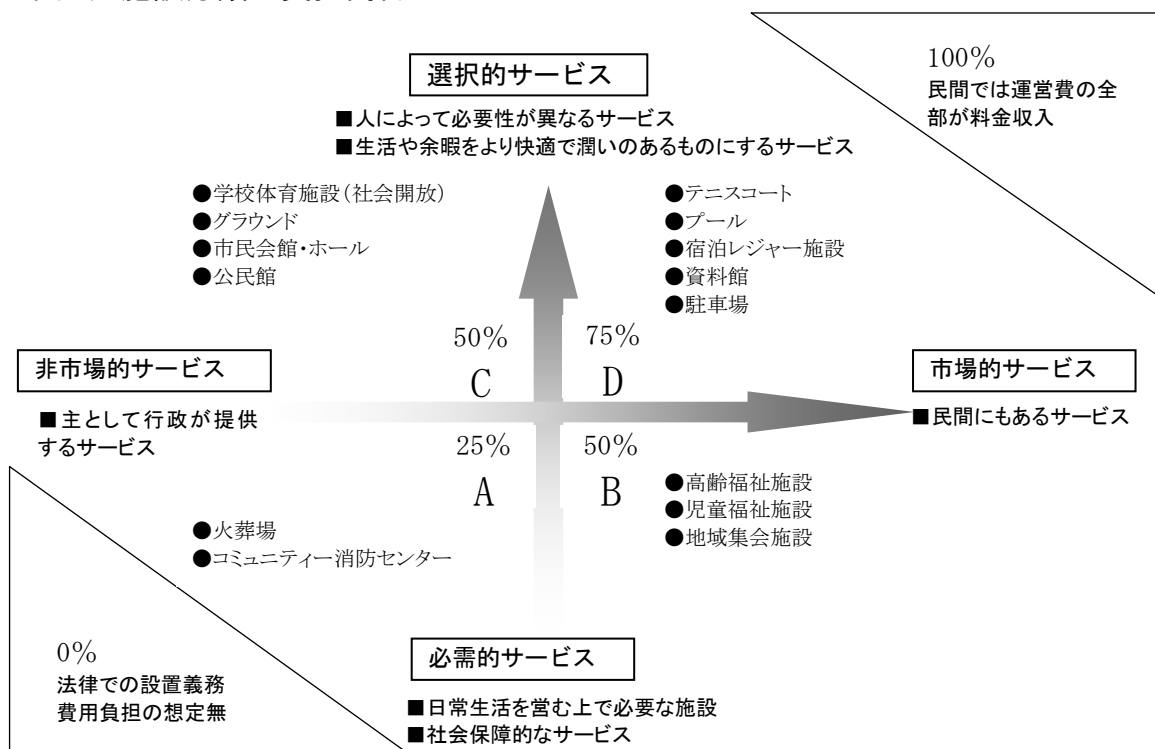 100%
民間では運営費の全
部が料金収入
選択的サービス
■人によって必要性が異なるサービス
■生活や余暇をより快適で潤いのあるものにするサービス
●学校体育施設(社会開放)
●グラウンド
●市民会館・ホール
●公民館
●テニスコート
●プール
●宿泊レジャー施設
●資料館
●駐車場
50%
C
75%
D
非市場的サービス
■主として行政が提供
するサービス
市場的サービス
■民間にもあるサービス
25%
A
50%
B
●高齢福祉施設
●児童福祉施設
●地域集会施設
●火葬場
●コミュニティー消防センター
0%
法律での設置義務
費用負担の想定無
必需的サービス
■日常生活を営む上で必要な施設
■社会保障的なサービス